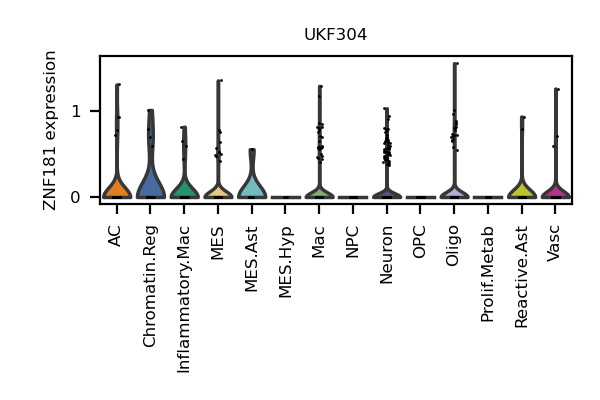 UKF304
ZNF181 expression
1
0
AC
Chromatin.Reg
Inflammatory.Mac
MES
MES.Ast
MES.Hyp
Mac
NPC
Neuron
OPC
Oligo
Prolif.Metab
Reactive.Ast
Vasc